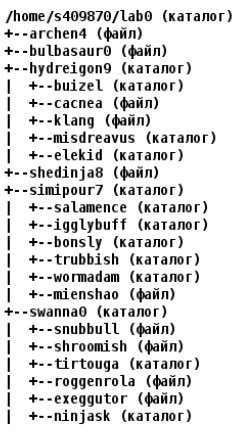 /home/s409870/lab0 (каталог)
+--archen4 (файл)
+--bulbasaur0 (файл)
+--hydreigon9 (каталог)
|  +--buizel (каталог)
|  +--cacnea (файл)
|  +--klang (файл)
|  +--misdreavus (каталог)
|  +--elekid (каталог)
+--shedinja8 (файл)
+--simipour7 (каталог)
|  +--salamence (каталог)
|  +--igglybuff (каталог)
|  +--bonsly (каталог)
|  +--trubbish (каталог)
|  +--wormadam (каталог)
|  +--mienshao (файл)
+--swanna0 (каталог)
|  +--snubbull (файл)
|  +--shroomish (файл)
|  +--tirtouga (каталог)
|  +--roggenrola (файл)
|  +--exeggutor (файл)
|  +--ninjask (каталог)